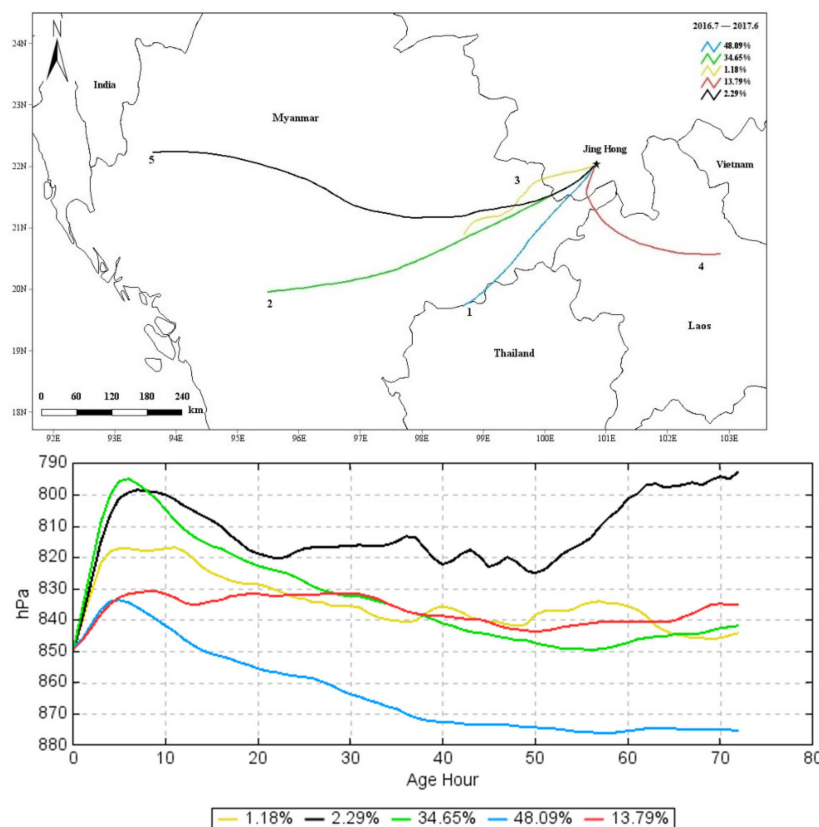 2016.7 — 2017.6
48.09%
34.65%
1.18%
13.79%
2.29%
N
24N
23N
22N
21N
20N
19N
18N
India
Myanmar
Jing Hong
Vietnam
Laos
Thailand
5
3
2
1
4
0 60 120 180 240
km
92E 93E 94E 95E 96E 97E 98E 99E 100E 101E 102E 103E
790
800
810
820
830
840
850
860
870
880
hPa
0 10 20 30 40 50 60 70 80
Age Hour
1.18% 2.29% 34.65% 48.09% 13.79%